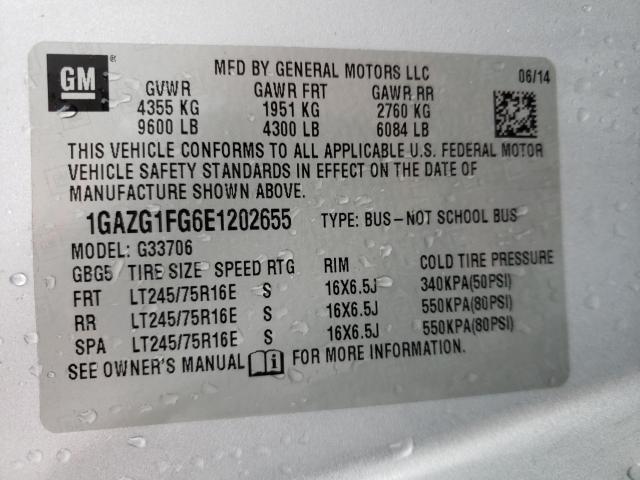 GM ®
MFD BY GENERAL MOTORS LLC 06/14
GVWR GAWR FRT GAWR RR
4355 KG 1951 KG 2760 KG
9600 LB 4300 LB 6084 LB
THIS VEHICLE CONFORMS TO ALL APPLICABLE U.S. FEDERAL MOTOR
VEHICLE SAFETY STANDARDS IN EFFECT ON THE DATE OF
MANUFACTURE SHOWN ABOVE.
1GAZG1FG6E1202655 TYPE: BUS–NOT SCHOOL BUS
MODEL: G33706
GBG5 TIRE SIZE SPEED RTG RIM COLD TIRE PRESSURE
FRT LT245/75R16E S 16X6.5J 340KPA(50PSI)
RR LT245/75R16E S 16X6.5J 550KPA(80PSI)
SPA LT245/75R16E S 16X6.5J 550KPA(80PSI)
SEE OWNER'S MANUAL i FOR MORE INFORMATION.